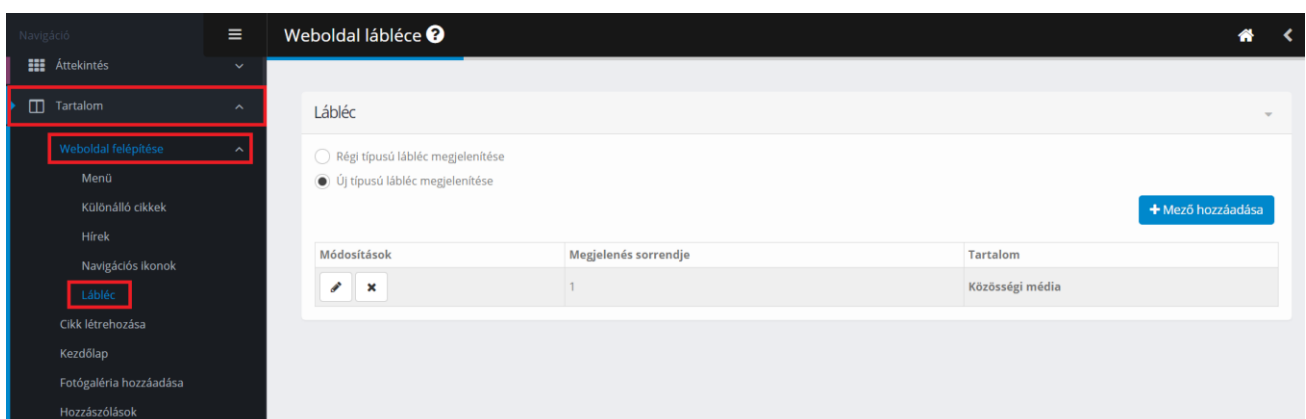 Navigáció
Áttekintés
Tartalom
Weboldal felépítése
Menü
Különálló cikkek
Hírek
Navigációs ikonok
Lábléc
Cikk létrehozása
Kezdőlap
Fotógaléria hozzáadása
Hozzászólások
Weboldal lábléce ?
Lábléc
Régi típusú lábléc megjelenítése
Új típusú lábléc megjelenítése
+ Mező hozzáadása
Módosítások Megjelenés sorrendje Tartalom
1 Közösségi média